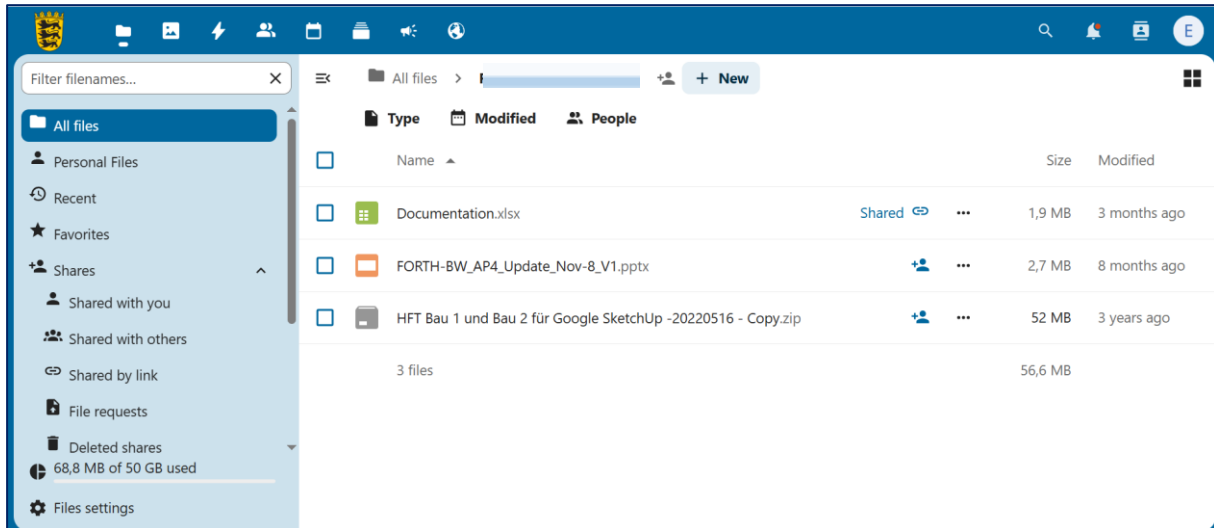 E
Filter filenames...
All files
Personal Files
Recent
Favorites
Shares
Shared with you
Shared with others
Shared by link
File requests
Deleted shares
68,8 MB of 50 GB used
Files settings
All files > + New
Type Modified People
Name Size Modified
Documentation.xlsx Shared 1,9 MB 3 months ago
FORTH-BW_AP4_Update_Nov-8_V1.pptx 2,7 MB 8 months ago
HFT Bau 1 und Bau 2 für Google SketchUp -20220516 - Copy.zip 52 MB 3 years ago
3 files 56,6 MB